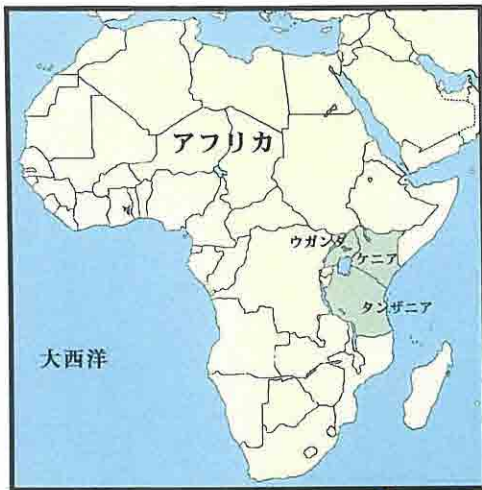 アフリカ
ウガンダ
ケニア
タンザニア
大西洋